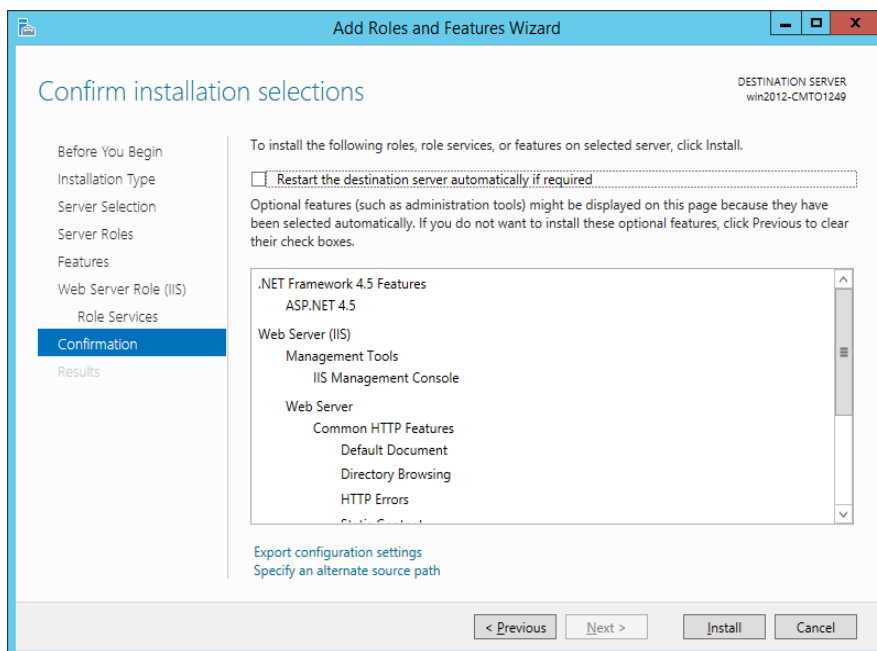 Add Roles and Features Wizard
Confirm installation selections
DESTINATION SERVER
win2012-CMTO1249
Before You Begin
Installation Type
Server Selection
Server Roles
Features
Web Server Role (IIS)
Role Services
Confirmation
Results
To install the following roles, role services, or features on selected server, click Install.
Restart the destination server automatically if required
Optional features (such as administration tools) might be displayed on this page because they have
been selected automatically. If you do not want to install these optional features, click Previous to clear
their check boxes.
.NET Framework 4.5 Features
ASP.NET 4.5
Web Server (IIS)
Management Tools
IIS Management Console
Web Server
Common HTTP Features
Default Document
Directory Browsing
HTTP Errors
Static Content
Export configuration settings
Specify an alternate source path
< Previous
Next >
Install
Cancel